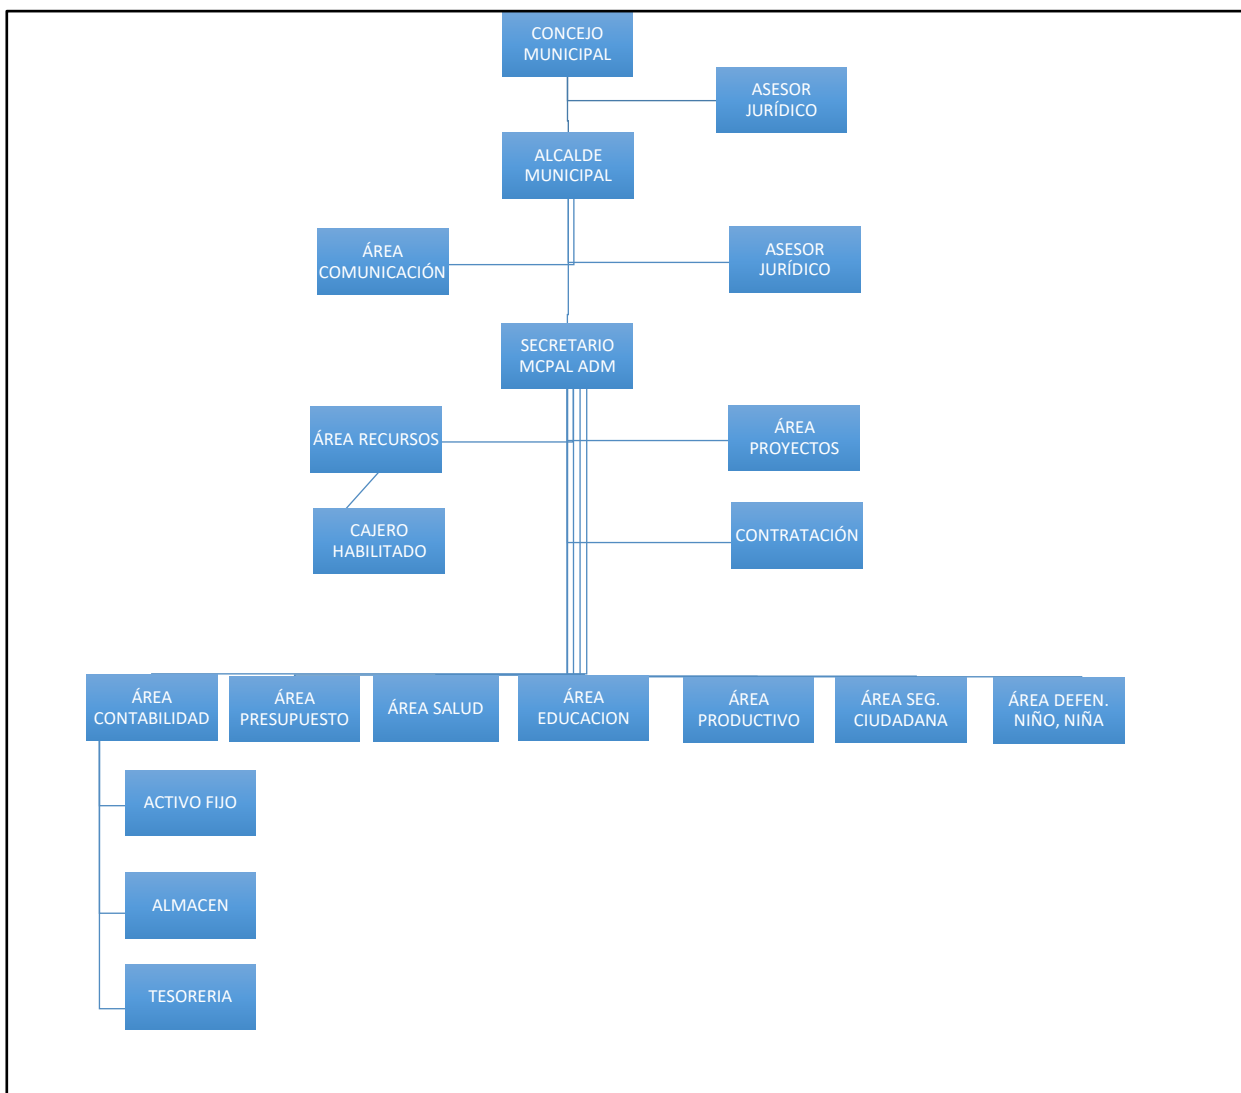 CONCEJO
MUNICIPAL
ASESOR
JURÍDICO
ALCALDE
MUNICIPAL
ÁREA
COMUNICACIÓN
ASESOR
JURÍDICO
SECRETARIO
MCPAL ADM
ÁREA RECURSOS
ÁREA
PROYECTOS
CAJERO
HABILITADO
CONTRATACIÓN
ÁREA
CONTABILIDAD
ÁREA
PRESUPUESTO
ÁREA SALUD
ÁREA
EDUCACION
ÁREA
PRODUCTIVO
ÁREA SEG.
CIUDADANA
ÁREA DEFEN.
NIÑO, NIÑA
ACTIVO FIJO
ALMACEN
TESORERIA